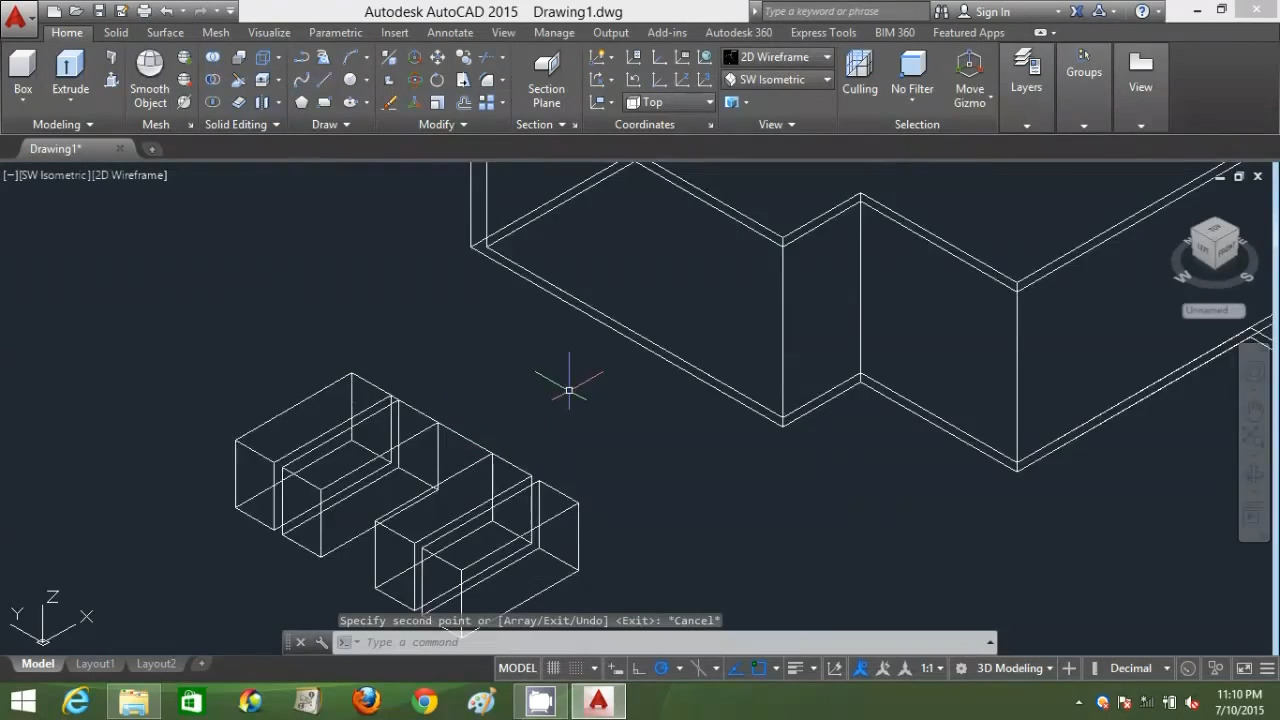 Autodesk AutoCAD 2015 Drawing1.dwg
Type a keyword or phrase
Sign In
Home Solid Surface Mesh Visualize Parametric Insert Annotate View Manage Output Add-ins Autodesk 360 Express Tools BIM 360 Featured Apps
2D Wireframe
SW Isometric
Top
Box
Extrude
Smooth Object
Section Plane
Culling
No Filter
Move Gizmo
Layers
Groups
View
Modeling
Mesh
Solid Editing
Draw
Modify
Section
Coordinates
View
Selection
Drawing1*
[−][SW Isometric][2D Wireframe]
TOP
LEFT
FRONT
W
S
Unnamed
Z
Y
X
Specify second point or [Array/Exit/Undo] <Exit>: *Cancel*
Type a command
Model Layout1 Layout2 +
MODEL
1:1
3D Modeling
Decimal
11:10 PM
7/10/2015